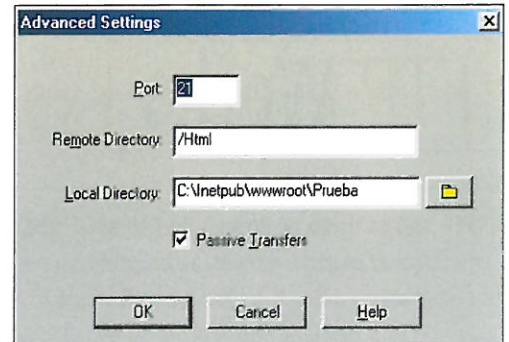 Advanced Settings
Port: 21
Remote Directory: /Html
Local Directory: C:\Inetpub\wwwroot\Prueba
Passive Transfers
OK Cancel Help